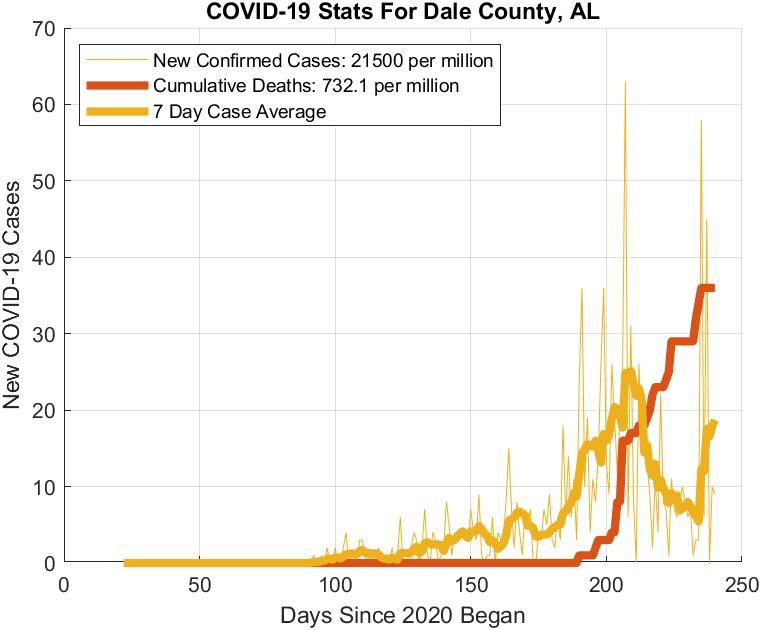 COVID-19 Stats For Dale County, AL
New Confirmed Cases: 21500 per million
Cumulative Deaths: 732.1 per million
7 Day Case Average
New COVID-19 Cases
70
60
50
40
30
20
10
0
0 50 100 150 200 250
Days Since 2020 Began